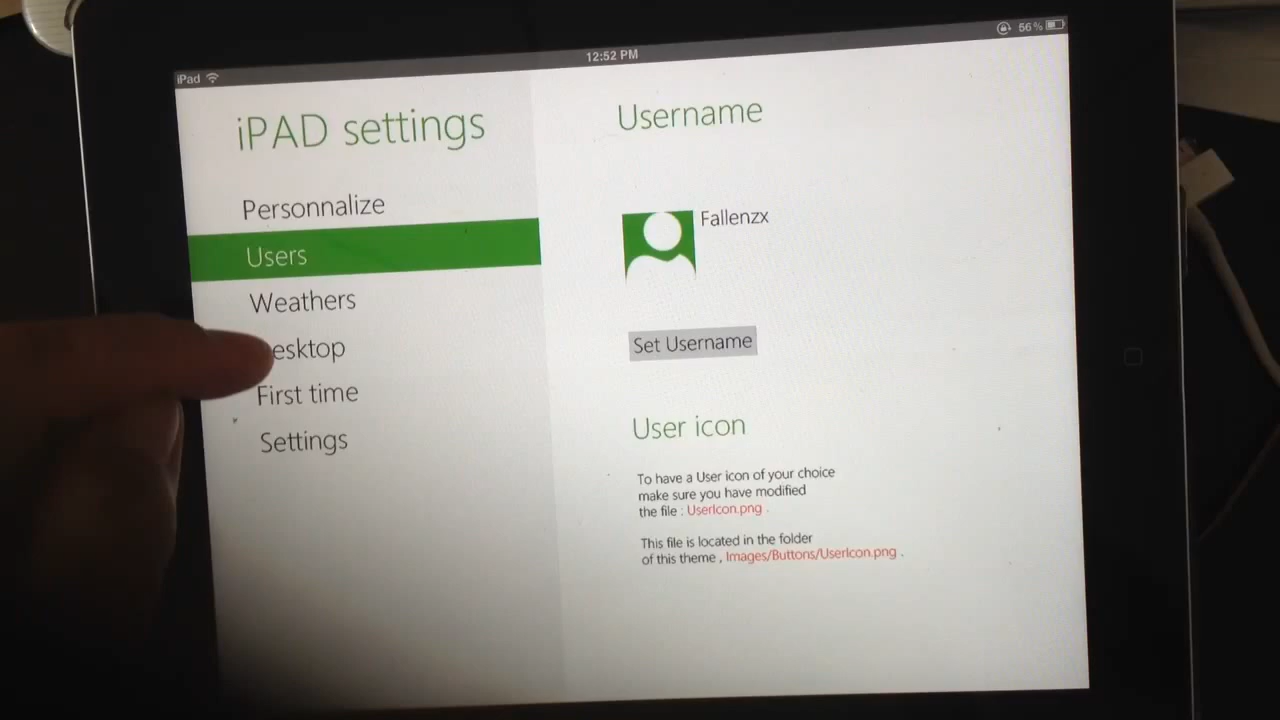 iPad
12:52 PM
56%
iPAD settings
Personnalize
Users
Weathers
esktop
First time
Settings
Username
Fallenzx
Set Username
User icon
To have a User icon of your choice
make sure you have modified
the file : UserIcon.png .
This file is located in the folder
of this theme , Images/Buttons/UserIcon.png .